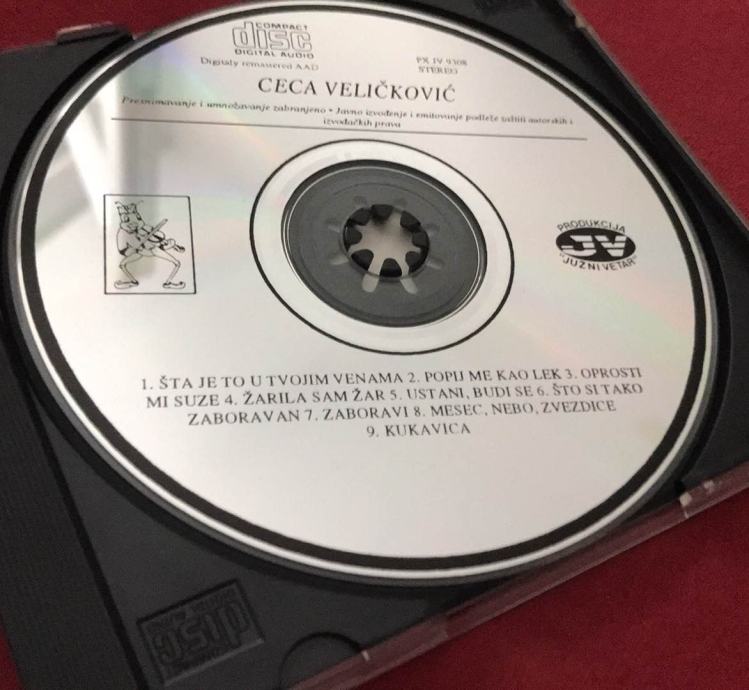 COMPACT
disc
DIGITAL AUDIO
Digitaly remastered AAD
PX IV 9308
STEREO
CECA VELIČKOVIĆ
Presnimavanje i umnožavanje zabranjeno • Javno izvođenje i emitovanje podleže zaštiti autorskih i
izvođačkih prava
PRODUKCIJA
JV
"JUŽNI VETAR"
1. ŠTA JE TO U TVOJIM VENAMA 2. POPIJ ME KAO LEK 3. OPROSTI
MI SUZE 4. ŽARILA SAM ŽAR 5. USTANI, BUDI SE 6. ŠTO SI TAKO
ZABORAVAN 7. ZABORAVI 8. MESEC, NEBO, ZVEZDICE
9. KUKAVICA
disc